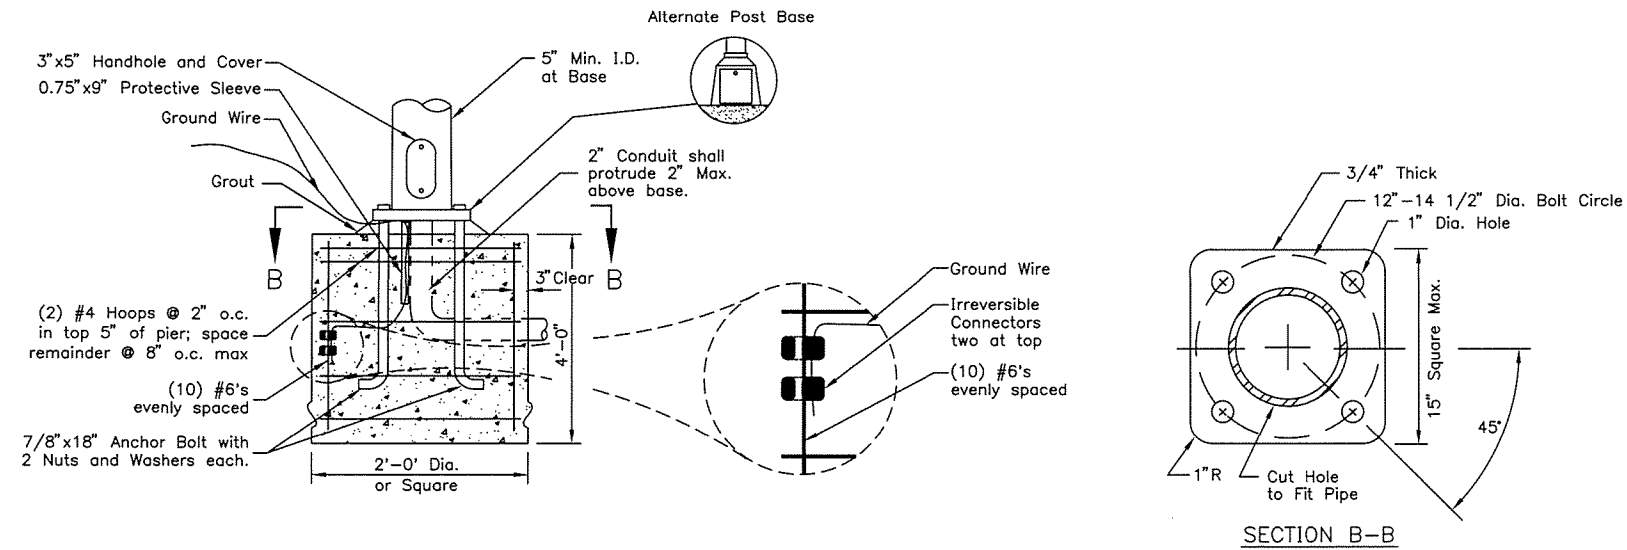 Alternate Post Base
3"x5" Handhole and Cover
0.75"x9" Protective Sleeve
Ground Wire
Grout
5" Min. I.D.
at Base
2" Conduit shall
protrude 2" Max.
above base.
B
B
3" Clear
(2) #4 Hoops @ 2" o.c.
in top 5" of pier; space
remainder @ 8" o.c. max
4'-0"
(10) #6's
evenly spaced
7/8"x18" Anchor Bolt with
2 Nuts and Washers each.
2'-0' Dia.
or Square
Ground Wire
Irreversible
Connectors
two at top
(10) #6's
evenly spaced
3/4" Thick
12"-14 1/2" Dia. Bolt Circle
1" Dia. Hole
15" Square Max.
45°
1"R
Cut Hole
to Fit Pipe
SECTION B-B